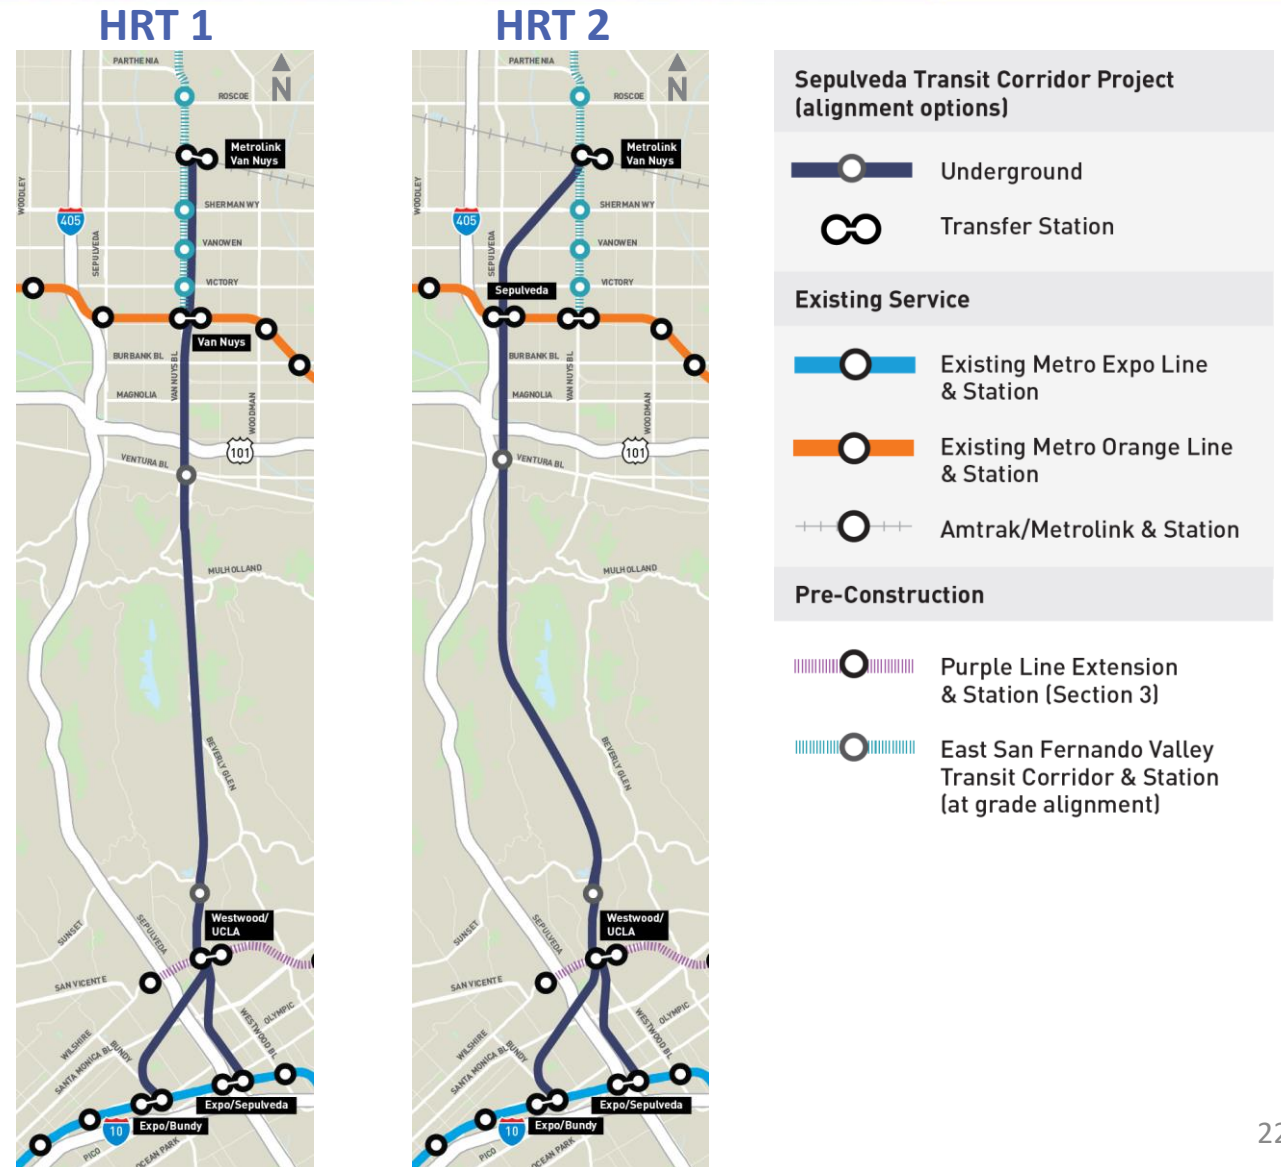 HRT 1
PARTHENIA
N
ROSCOE
Metrolink
Van Nuys
WOODLEY
SHERMAN WY
405
SEPULVEDA
VANOWEN
VICTORY
Van Nuys
BURBANK BL
VAN NUYS BL
MAGNOLIA
WOODMAN
101
VENTURA BL
MULHOLLAND
BEVERLY GLEN
Westwood/
UCLA
SUNSET
SEPULVEDA
SAN VICENTE
OLYMPIC
WILSHIRE
WESTWOOD BL
SANTA MONICA BL
BUNDY
Expo/Sepulveda
10
Expo/Bundy
PICO
OCEAN PARK
HRT 2
PARTHENIA
N
ROSCOE
Metrolink
Van Nuys
WOODLEY
SHERMAN WY
405
SEPULVEDA
VANOWEN
VICTORY
Sepulveda
BURBANK BL
VAN NUYS BL
MAGNOLIA
WOODMAN
101
VENTURA BL
MULHOLLAND
BEVERLY GLEN
Westwood/
UCLA
SUNSET
SEPULVEDA
SAN VICENTE
OLYMPIC
WILSHIRE
WESTWOOD BL
SANTA MONICA BL
BUNDY
Expo/Sepulveda
10
Expo/Bundy
PICO
OCEAN PARK
Sepulveda Transit Corridor Project
(alignment options)
Underground
Transfer Station
Existing Service
Existing Metro Expo Line
& Station
Existing Metro Orange Line
& Station
Amtrak/Metrolink & Station
Pre-Construction
Purple Line Extension
& Station (Section 3)
East San Fernando Valley
Transit Corridor & Station
(at grade alignment)
22